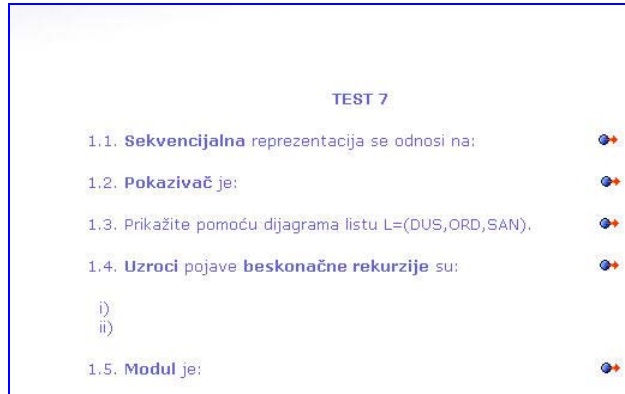 TEST 7
1.1. Sekvencijalna reprezentacija se odnosi na:
1.2. Pokazivač je:
1.3. Prikažite pomoću dijagrama listu L=(DUS,ORD,SAN).
1.4. Uzroci pojave beskonačne rekurzije su:
i)
ii)
1.5. Modul je: